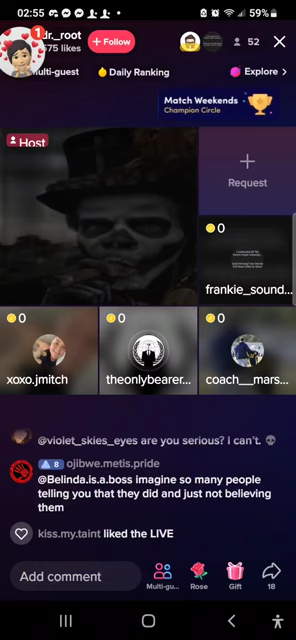 02:55
59%
1
dr._root
575 likes
+ Follow
52
Multi-guest
Daily Ranking
Explore >
Match Weekends
Champion Circle
Host
Request
0
frankie_sound...
0
0
0
xoxo.jmitch
theonlybearer...
coach__mars...
@violet_skies_eyes are you serious? I can't. 💀
8 ojibwe.metis.pride
@Belinda.is.a.boss imagine so many people
telling you that they did and just not believing
them
kiss.my.taint liked the LIVE
Add comment
Multi-gu...
Rose
Gift
18